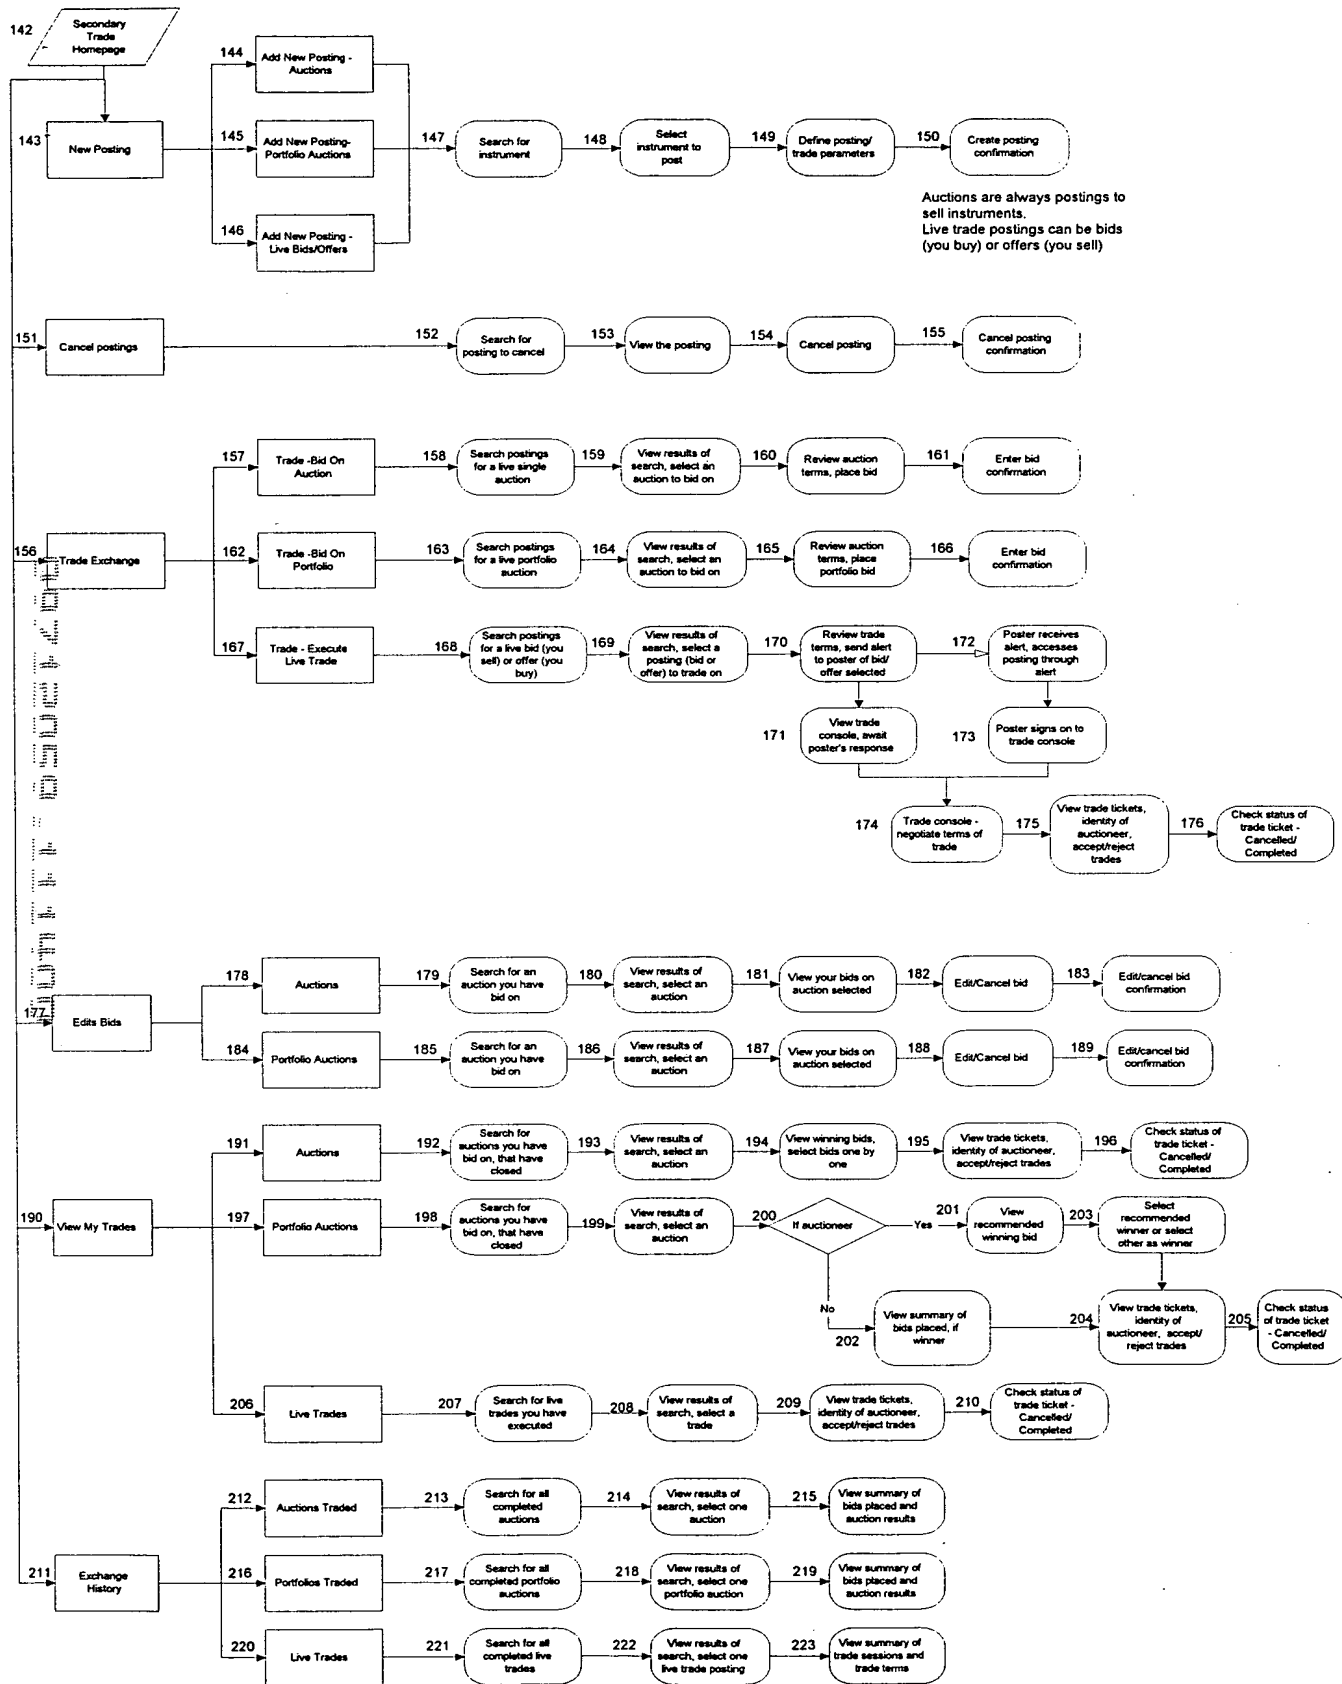 142
Secondary
Trade
Homepage
143
New Posting
144
Add New Posting -
Auctions
145
Add New Posting-
Portfolio Auctions
146
Add New Posting -
Live Bids/Offers
147
Search for
instrument
148
Select
instrument to
post
149
Define posting/
trade parameters
150
Create posting
confirmation
Auctions are always postings to
sell instruments.
Live trade postings can be bids
(you buy) or offers (you sell)
151
Cancel postings
152
Search for
posting to cancel
153
View the posting
154
Cancel posting
155
Cancel posting
confirmation
156
Trade Exchange
157
Trade -Bid On
Auction
158
Search postings
for a live single
auction
159
View results of
search, select an
auction to bid on
160
Review auction
terms, place bid
161
Enter bid
confirmation
162
Trade -Bid On
Portfolio
163
Search postings
for a live portfolio
auction
164
View results of
search, select an
auction to bid on
165
Review auction
terms, place
portfolio bid
166
Enter bid
confirmation
167
Trade - Execute
Live Trade
168
Search postings
for a live bid (you
sell) or offer (you
buy)
169
View results of
search, select a
posting (bid or
offer) to trade on
170
Review trade
terms, send alert
to poster of bid/
offer selected
172
Poster receives
alert, accesses
posting through
alert
171
View trade
console, await
poster's response
173
Poster signs on to
trade console
174
Trade console -
negotiate terms of
trade
175
View trade tickets,
identity of
auctioneer,
accept/reject
trades
176
Check status of
trade ticket -
Cancelled/
Completed
177
Edits Bids
178
Auctions
179
Search for an
auction you have
bid on
180
View results of
search, select an
auction
181
View your bids on
auction selected
182
Edit/Cancel bid
183
Edit/cancel bid
confirmation
184
Portfolio Auctions
185
Search for an
auction you have
bid on
186
View results of
search, select an
auction
187
View your bids on
auction selected
188
Edit/Cancel bid
189
Edit/cancel bid
confirmation
190
View My Trades
191
Auctions
192
Search for
auctions you have
bid on, that have
closed
193
View results of
search, select an
auction
194
View winning bids,
select bids one by
one
195
View trade tickets,
identity of auctioneer,
accept/reject trades
196
Check status of
trade ticket -
Cancelled/
Completed
197
Portfolio Auctions
198
Search for
auctions you have
bid on, that have
closed
199
View results of
search, select an
auction
200
If auctioneer
Yes
201
View
recommended
winning bid
203
Select
recommended
winner or select
other as winner
No
202
View summary of
bids placed, if
winner
204
View trade tickets,
identity of
auctioneer, accept/
reject trades
205
Check status
of trade ticket
- Cancelled/
Completed
206
Live Trades
207
Search for live
trades you have
executed
208
View results of
search, select a
trade
209
View trade tickets,
identity of auctioneer,
accept/reject trades
210
Check status of
trade ticket -
Cancelled/
Completed
211
Exchange
History
212
Auctions Traded
213
Search for all
completed
auctions
214
View results of
search, select one
auction
215
View summary of
bids placed and
auction results
216
Portfolios Traded
217
Search for all
completed portfolio
auctions
218
View results of
search, select one
portfolio auction
219
View summary of
bids placed and
auction results
220
Live Trades
221
Search for all
completed live
trades
222
View results of
search, select one
live trade posting
223
View summary of
trade sessions and
trade terms